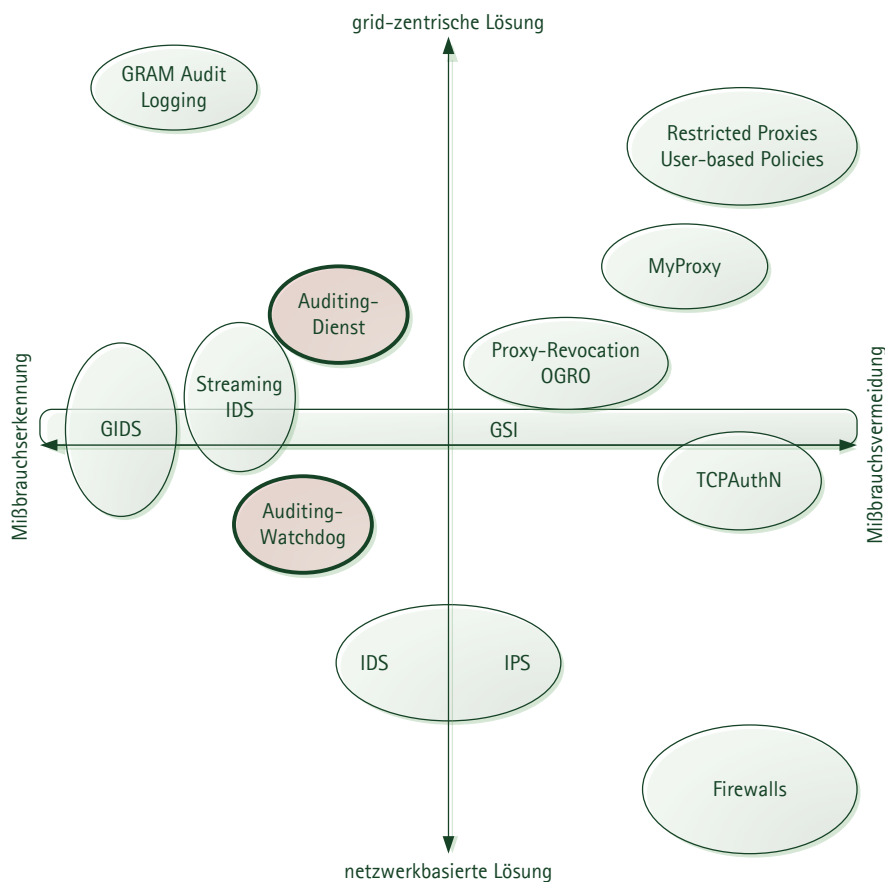 grid-zentrische Lösung
GRAM Audit
Logging
Restricted Proxies
User-based Policies
MyProxy
Auditing-
Dienst
Proxy-Revocation
OGRO
Mißbrauchserkennung
Streaming
IDS
GIDS
GSI
Mißbrauchsvermeidung
TCPAuthN
Auditing-
Watchdog
IDS
IPS
Firewalls
netzwerkbasierte Lösung